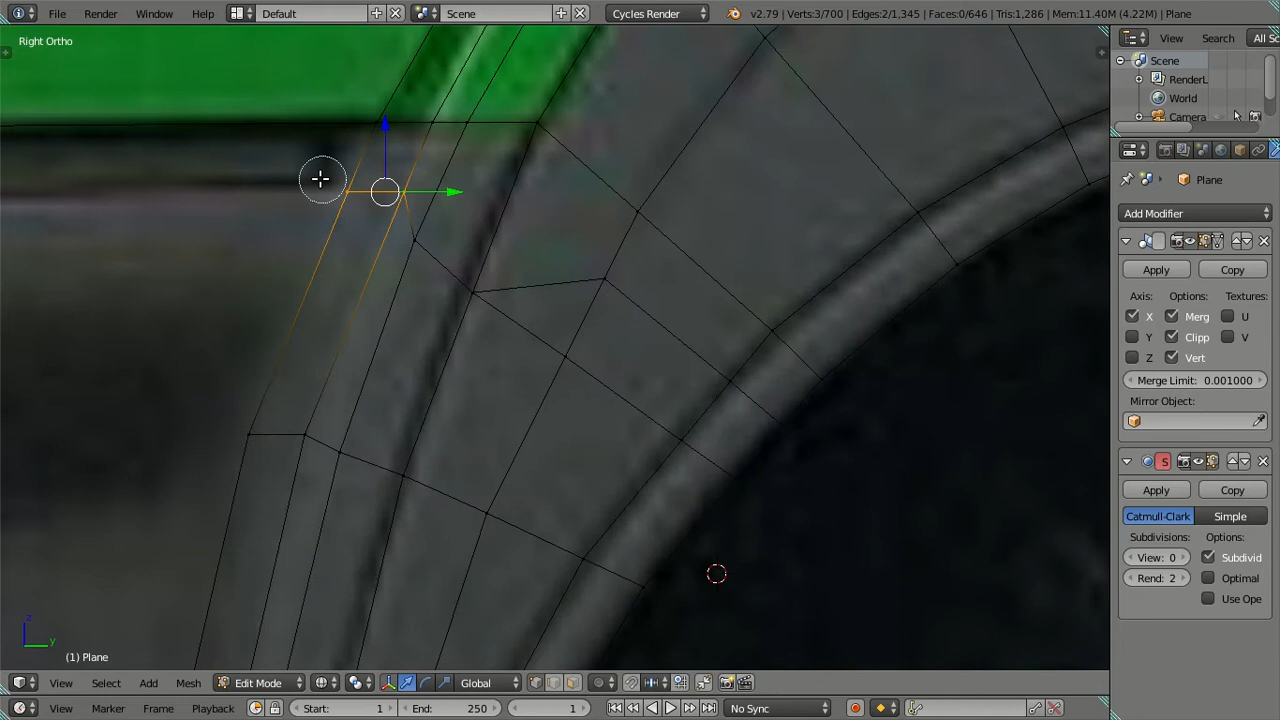 File Render Window Help Default Scene Cycles Render v2.79 | Verts:3/700 | Edges:2/1,345 | Faces:0/646 | Tris:1,286 | Mem:11.40M (4.22M) | Plane
Right Ortho
View Search All Sc
Scene
RenderL
World
Camera
Plane
Add Modifier
Apply Copy
Axis: Options: Textures:
X Merg U
Y Clipp V
Z Vert
Merge Limit: 0.001000
Mirror Object:
S
Apply Copy
Catmull-Clark Simple
Subdivisions: Options:
View: 0 Subdivid
Rend: 2 Optimal
Use Ope
z
y
(1) Plane
View Select Add Mesh Edit Mode Global
View Marker Frame Playback Start: 1 End: 250 1 No Sync